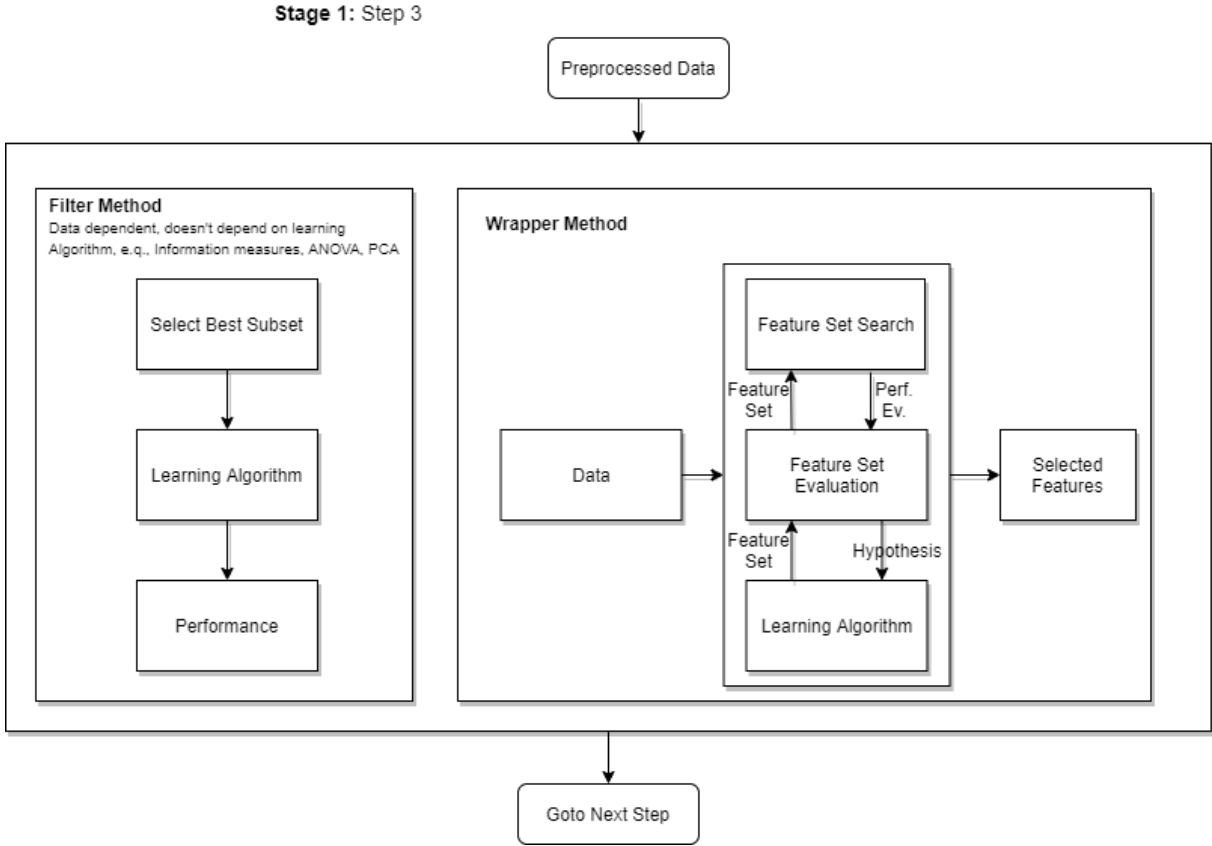 Stage 1: Step 3
Preprocessed Data
Filter Method
Data dependent, doesn't depend on learning
Algorithm, e.g., Information measures, ANOVA, PCA
Select Best Subset
Learning Algorithm
Performance
Wrapper Method
Data
Feature Set Search
Feature
Set
Perf.
Ev.
Feature Set
Evaluation
Feature
Set
Hypothesis
Learning Algorithm
Selected
Features
Goto Next Step